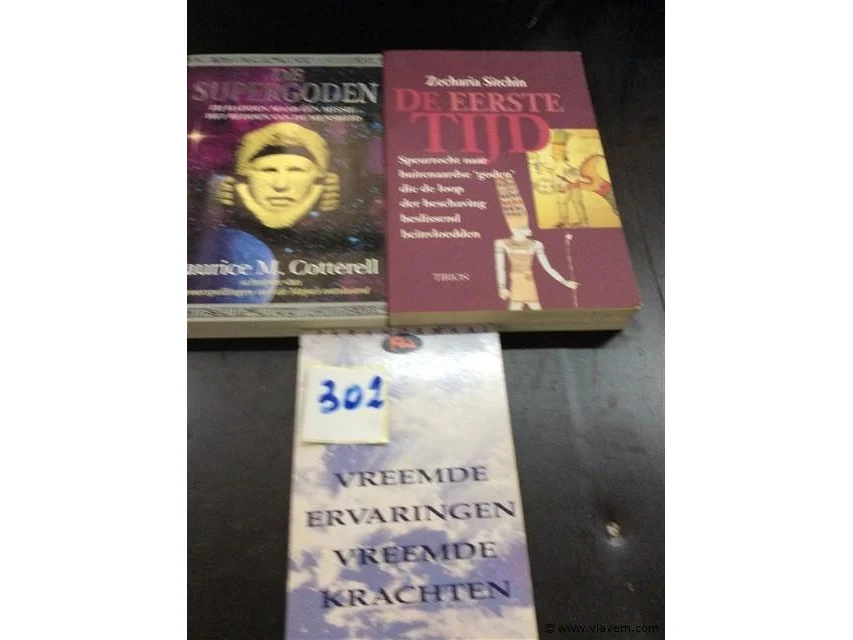 DE
SUPERGODEN
Maurice M. Cotterell
Zecharia Sitchin
DE EERSTE
TIJD
Speurtocht naar
buitenaardse 'goden'
die de loop
der beschaving
beslissend
beïnvloedden
TIRION
302
VREEMDE
ERVARINGEN
VREEMDE
KRACHTEN
© www.vlavem.com